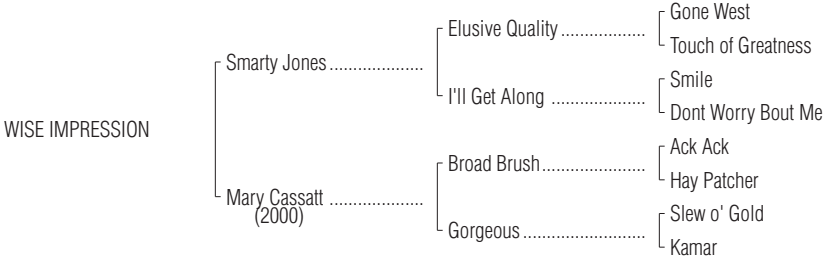 Gone West
Elusive Quality ...................
Touch of Greatness
Smarty Jones ....................
Smile
I'll Get Along ....................
Dont Worry Bout Me
WISE IMPRESSION
Ack Ack
Broad Brush......................
Hay Patcher
Mary Cassatt ....................
(2000)
Slew o' Gold
Gorgeous ..........................
Kamar